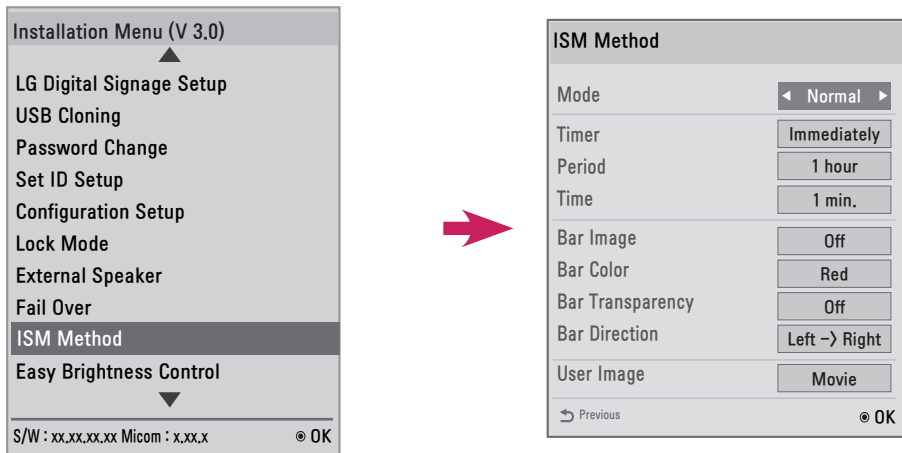 Installation Menu (V 3.0)
LG Digital Signage Setup
USB Cloning
Password Change
Set ID Setup
Configuration Setup
Lock Mode
External Speaker
Fail Over
ISM Method
Easy Brightness Control
S/W : xx.xx.xx.xx Micom : x.xx.x ◉ OK
ISM Method
Mode ◀ Normal ▶
Timer Immediately
Period 1 hour
Time 1 min.
Bar Image Off
Bar Color Red
Bar Transparency Off
Bar Direction Left -> Right
User Image Movie
Previous ◉ OK